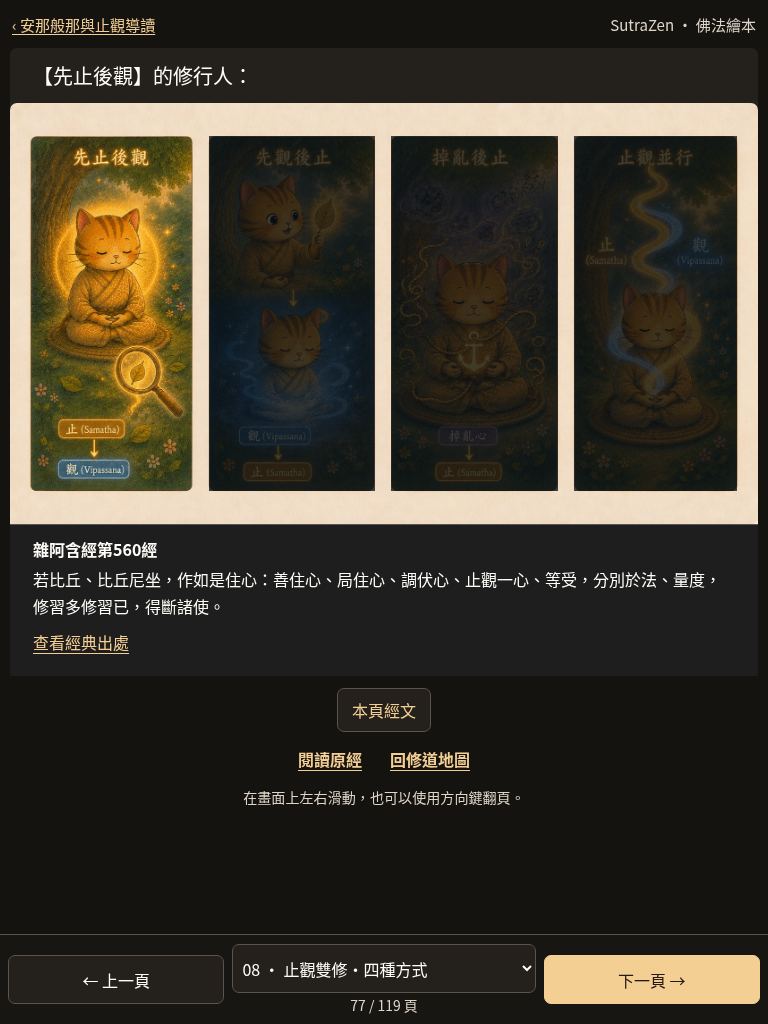 ‹ 安那般那與止觀導讀
SutraZen ・ 佛法繪本
【先止後觀】的修行人：
先止後觀
止 (Samatha)
觀 (Vipassana)
先觀後止
觀 (Vipassana)
止 (Samatha)
掉亂後止
掉亂心
止 (Samatha)
止觀並行
止
(Samatha)
觀
(Vipassana)
雜阿含經第560經
若比丘、比丘尼坐，作如是住心：善住心、局住心、調伏心、止觀一心、等受，分別於法、量度，
修習多修習已，得斷諸使。
查看經典出處
本頁經文
閱讀原經
回修道地圖
在畫面上左右滑動，也可以使用方向鍵翻頁。
← 上一頁
08 ・ 止觀雙修・四種方式
77 / 119 頁
下一頁 →